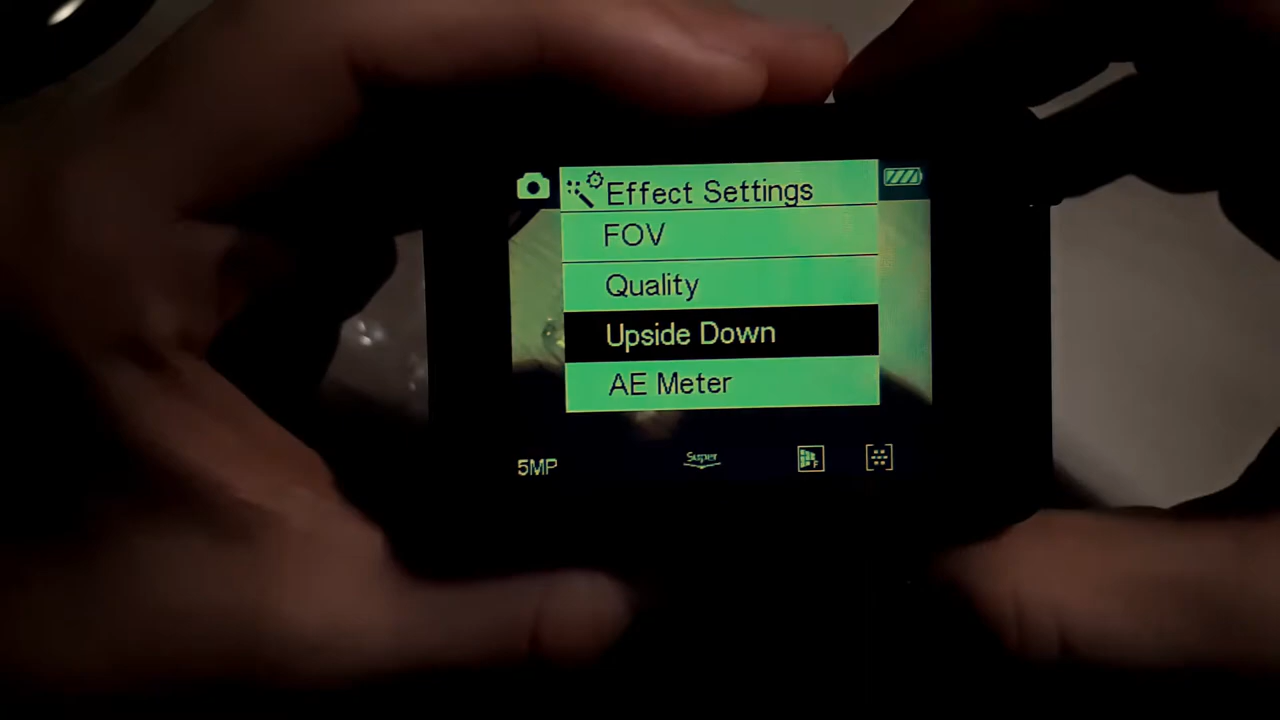 Effect Settings
FOV
Quality
Upside Down
AE Meter
5MP
Super
F